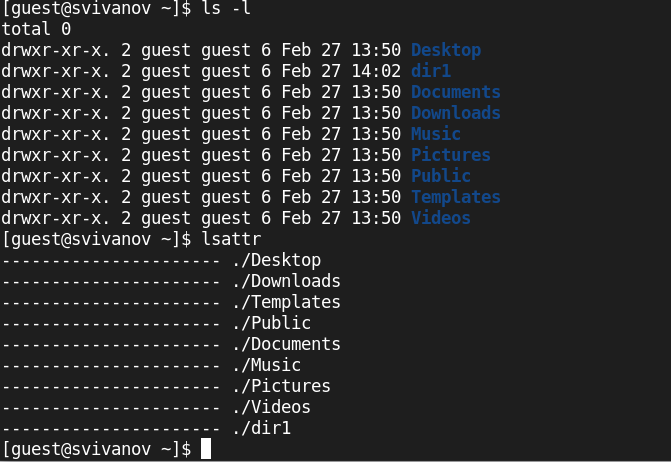 [guest@svivanov ~]$ ls -l
total 0
drwxr-xr-x. 2 guest guest 6 Feb 27 13:50 Desktop
drwxr-xr-x. 2 guest guest 6 Feb 27 14:02 dir1
drwxr-xr-x. 2 guest guest 6 Feb 27 13:50 Documents
drwxr-xr-x. 2 guest guest 6 Feb 27 13:50 Downloads
drwxr-xr-x. 2 guest guest 6 Feb 27 13:50 Music
drwxr-xr-x. 2 guest guest 6 Feb 27 13:50 Pictures
drwxr-xr-x. 2 guest guest 6 Feb 27 13:50 Public
drwxr-xr-x. 2 guest guest 6 Feb 27 13:50 Templates
drwxr-xr-x. 2 guest guest 6 Feb 27 13:50 Videos
[guest@svivanov ~]$ lsattr
---------------------- ./Desktop
---------------------- ./Downloads
---------------------- ./Templates
---------------------- ./Public
---------------------- ./Documents
---------------------- ./Music
---------------------- ./Pictures
---------------------- ./Videos
---------------------- ./dir1
[guest@svivanov ~]$